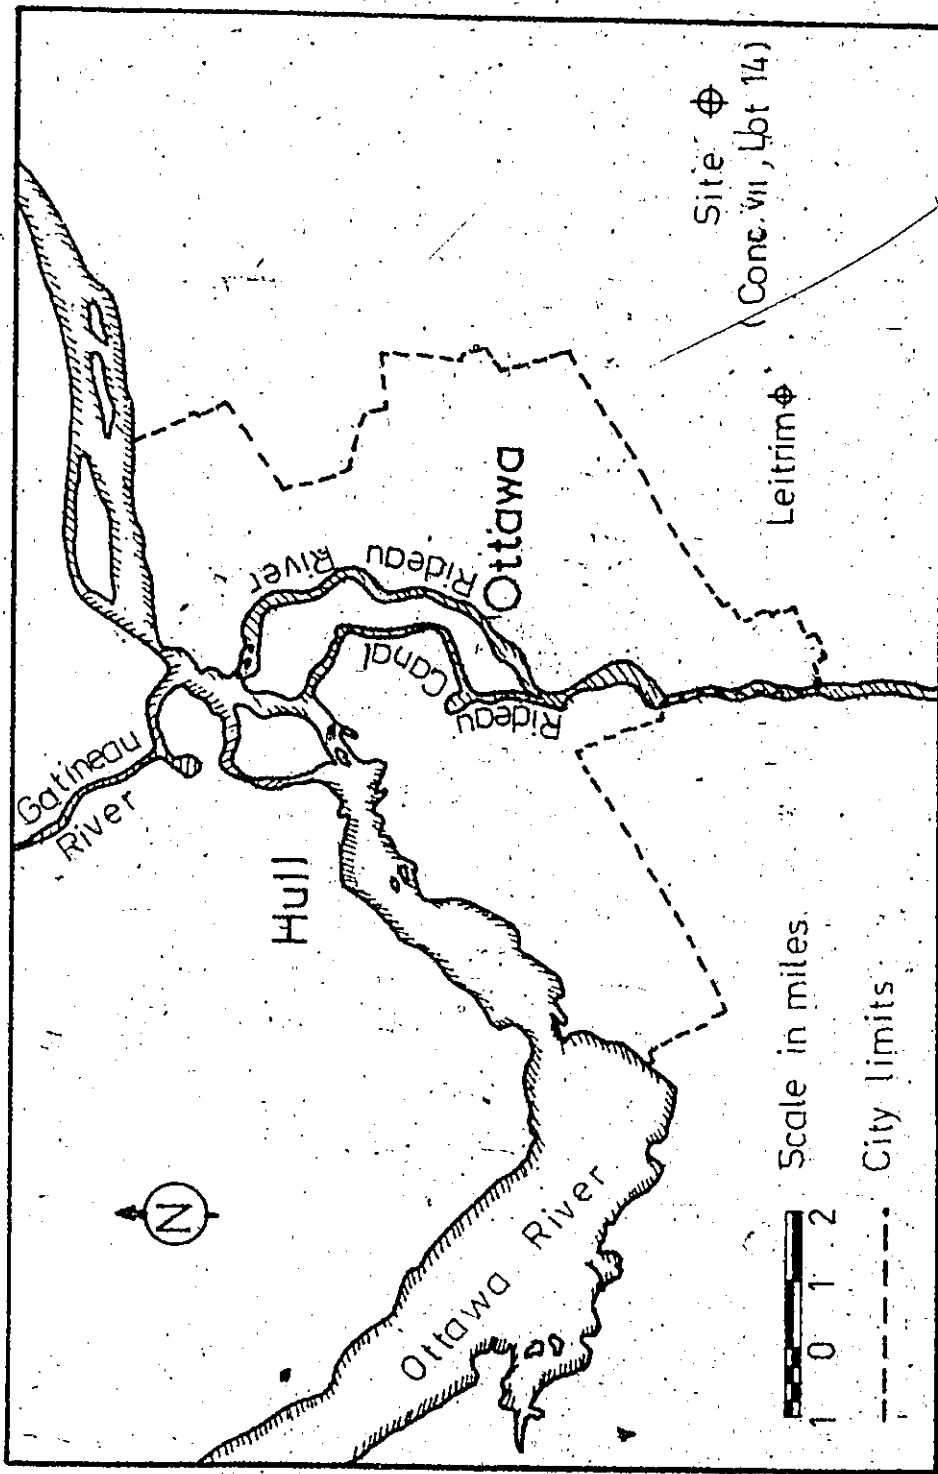 Gatineau
River
Hull
Rideau
River
Rideau
Canal
Ottawa
Site
(Conc. VII, Lot 14)
Leitrim
Ottawa River
N
Scale in miles
1 0 1 2
City limits